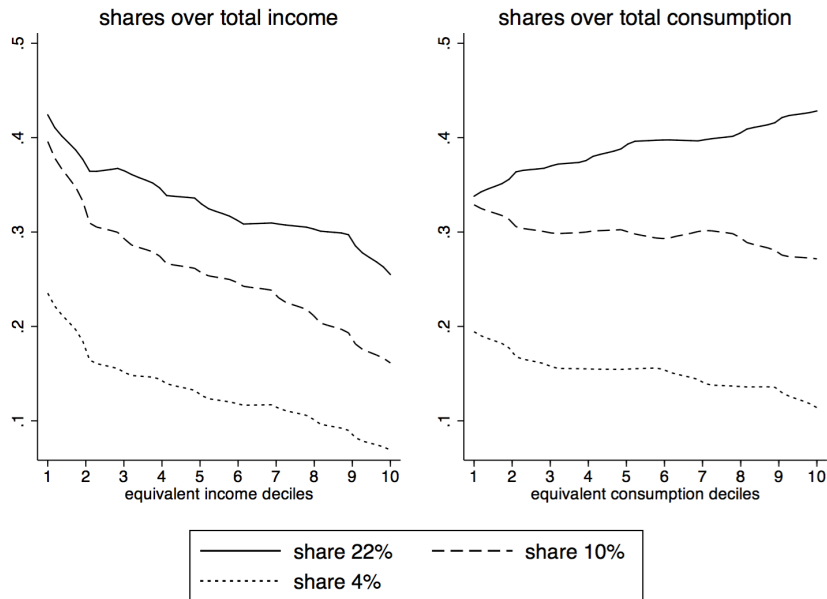 shares over total income
shares over total consumption
.5
.4
.3
.2
.1
1 2 3 4 5 6 7 8 9 10
equivalent income deciles
.5
.4
.3
.2
.1
1 2 3 4 5 6 7 8 9 10
equivalent consumption deciles
share 22%
share 10%
share 4%